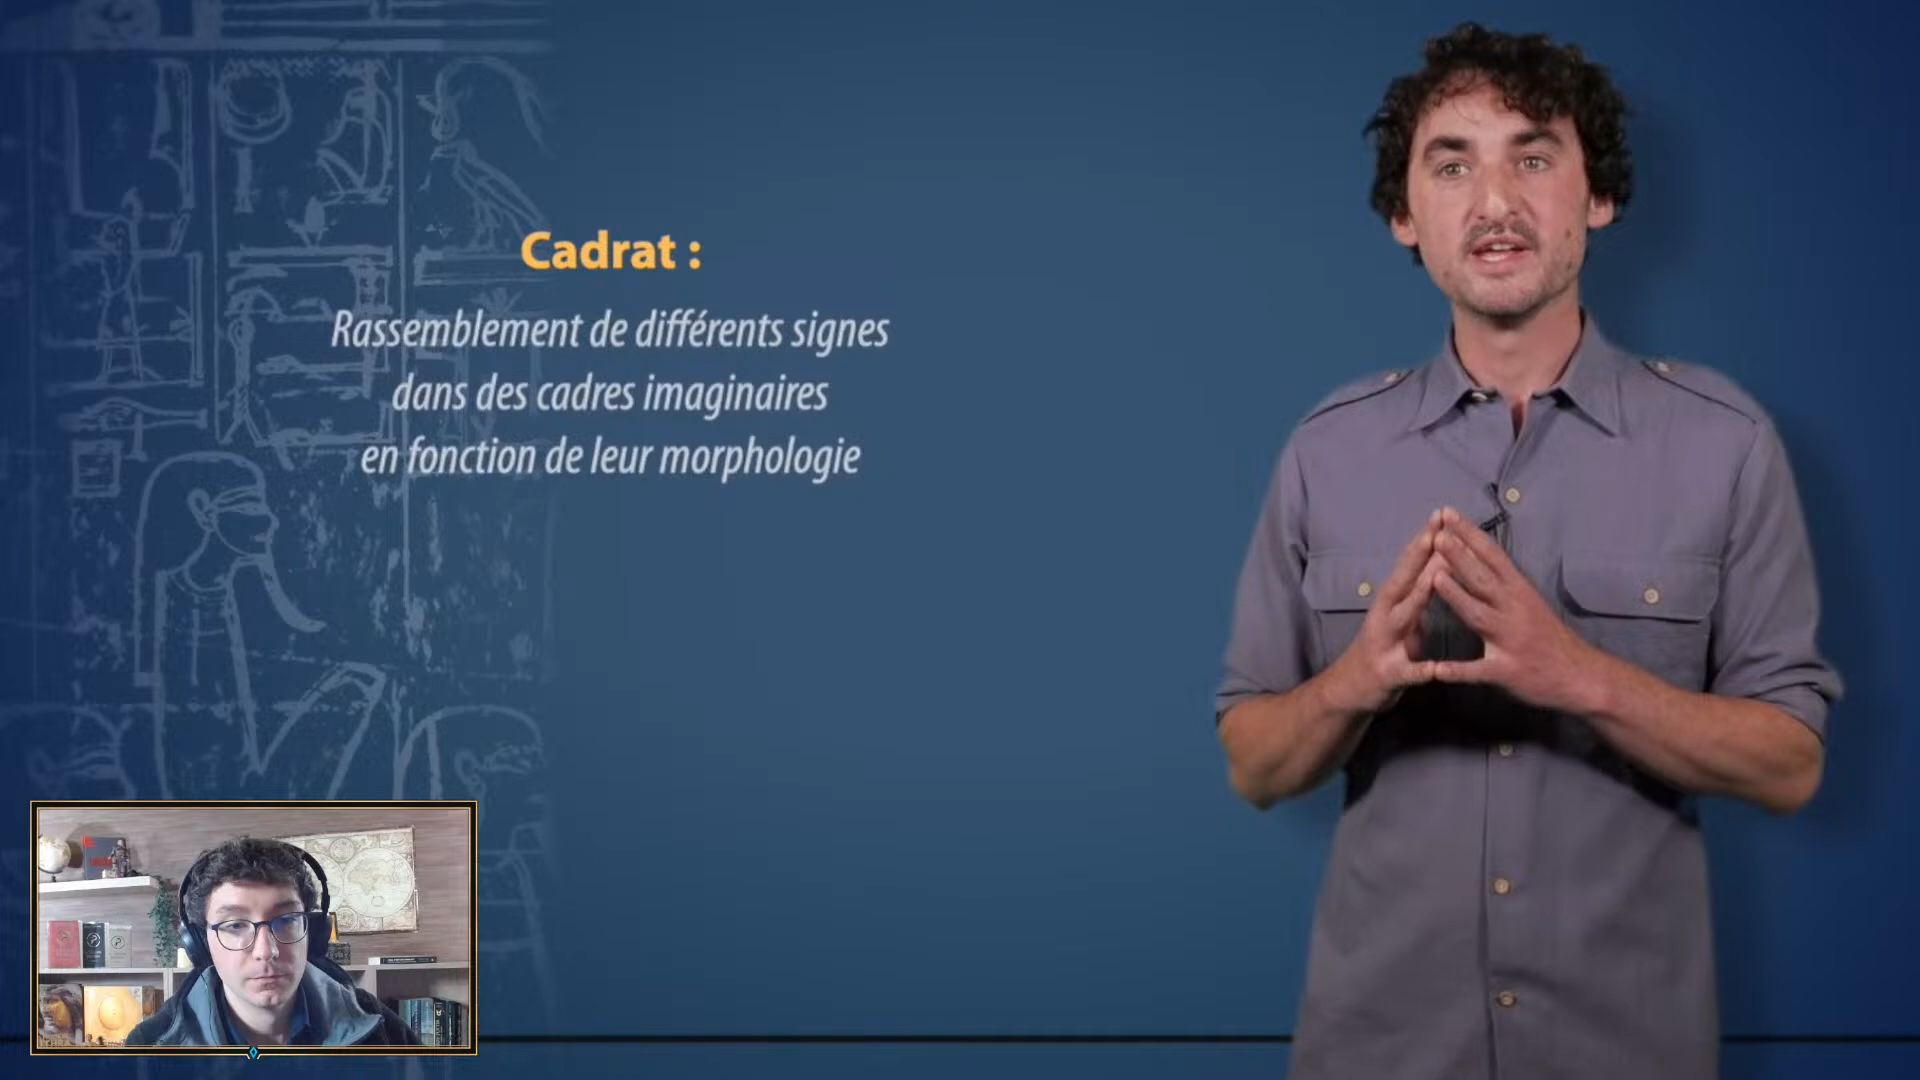 Cadrat :
Rassemblement de différents signes
dans des cadres imaginaires
en fonction de leur morphologie